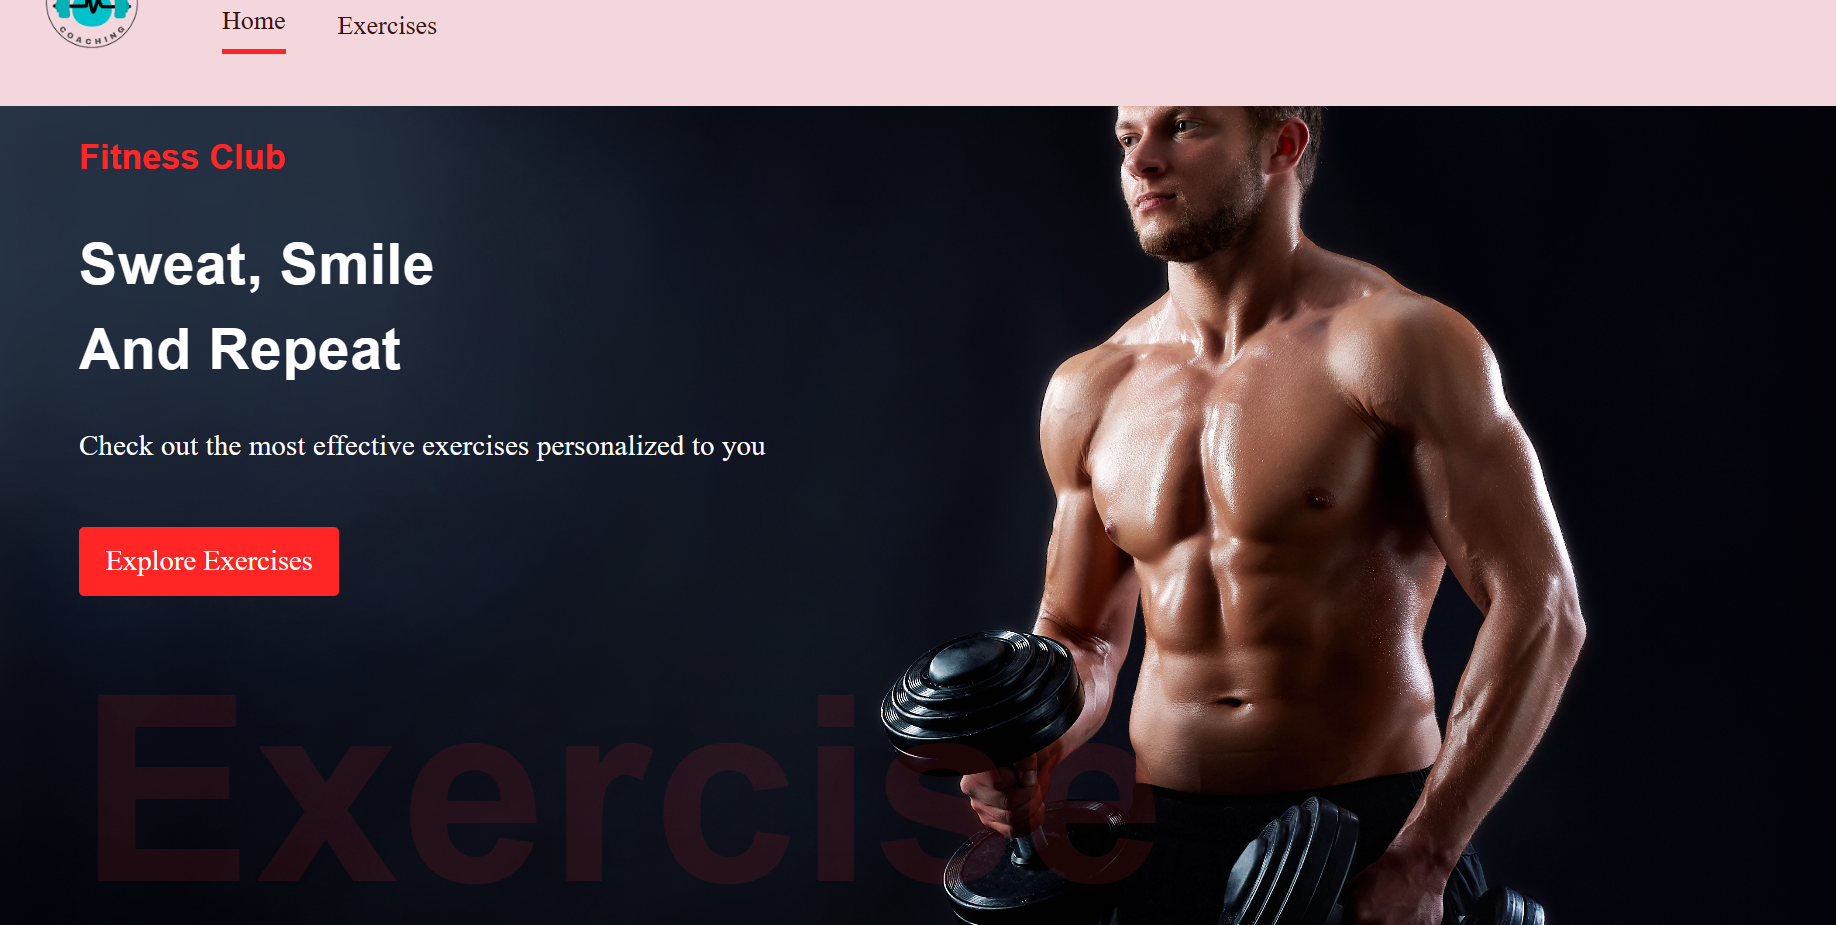 COACHING
Home
Exercises
Fitness Club
Sweat, Smile
And Repeat
Check out the most effective exercises personalized to you
Explore Exercises
Exercise